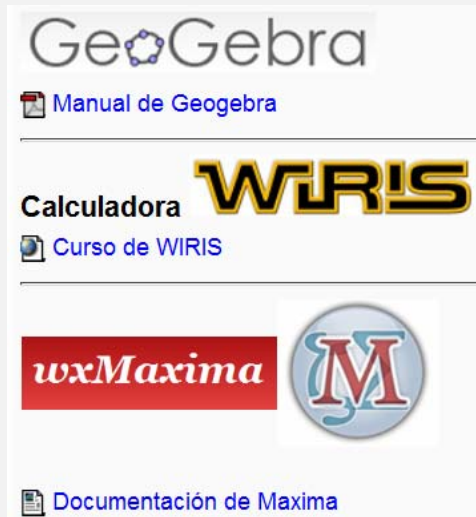 GeoGebra
Manual de Geogebra
Calculadora WIRIS
Curso de WIRIS
wxMaxima M
Documentación de Maxima